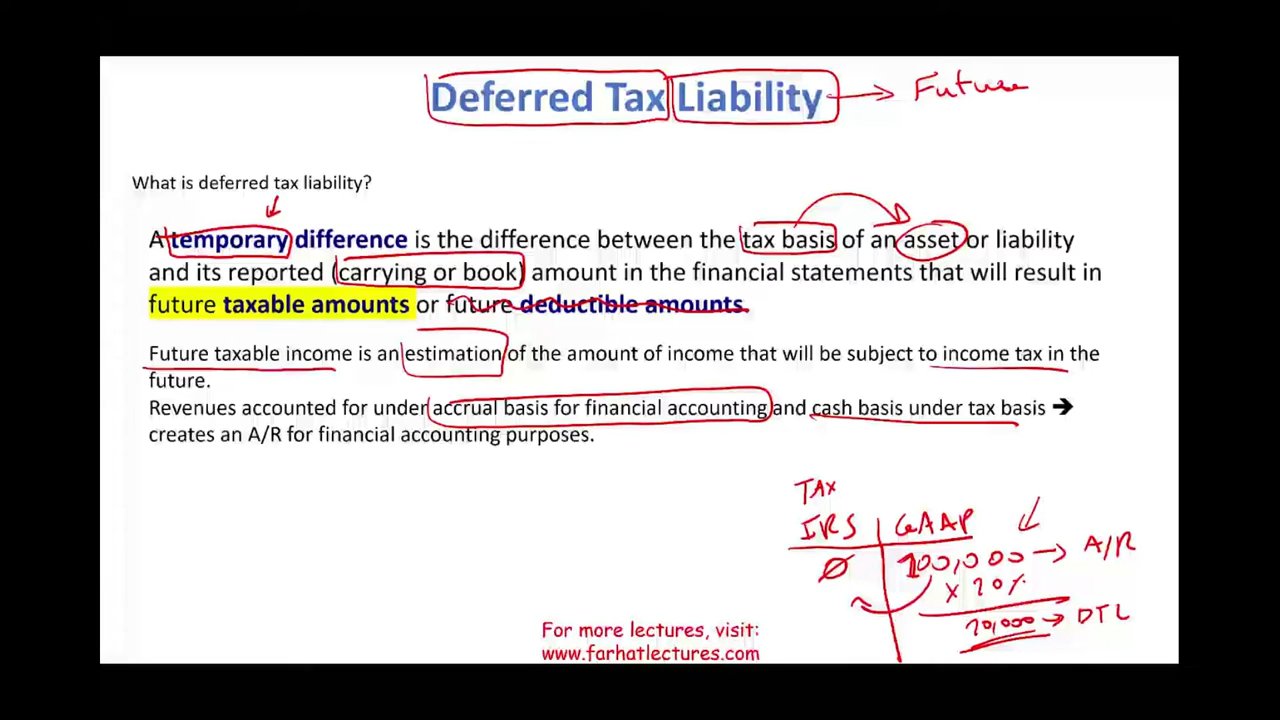 Deferred Tax Liability → Future
What is deferred tax liability?
A temporary difference is the difference between the tax basis of an asset or liability
and its reported (carrying or book) amount in the financial statements that will result in
future taxable amounts or future deductible amounts.
Future taxable income is an estimation of the amount of income that will be subject to income tax in the
future.
Revenues accounted for under accrual basis for financial accounting and cash basis under tax basis ➔
creates an A/R for financial accounting purposes.
TAX
IRS GAAP
0 100,000 → A/R
x 20%
20,000 → DTL
For more lectures, visit:
www.farhatlectures.com